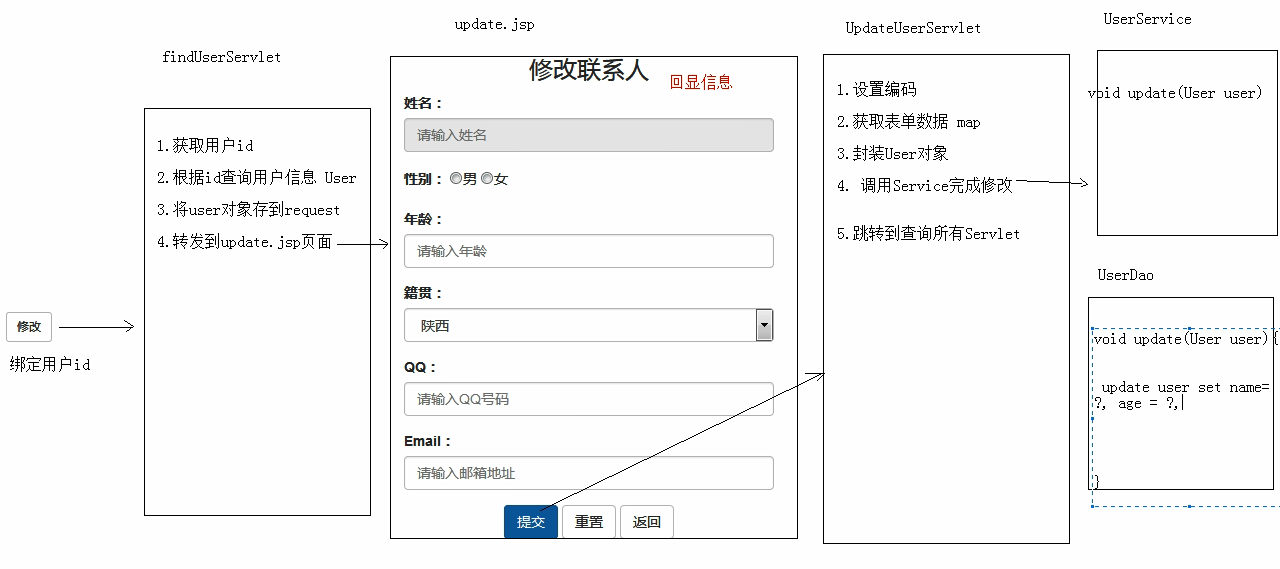 修改
绑定用户id
findUserServlet
1.获取用户id
2.根据id查询用户信息 User
3.将user对象存到request
4.转发到update.jsp页面
update.jsp
修改联系人
回显信息
姓名：
请输入姓名
性别： 男 女
年龄：
请输入年龄
籍贯：
陕西
QQ：
请输入QQ号码
Email：
请输入邮箱地址
提交 重置 返回
UpdateUserServlet
1.设置编码
2.获取表单数据 map
3.封装User对象
4. 调用Service完成修改
5.跳转到查询所有Servlet
UserService
void update(User user)
UserDao
void update(User user){
update user set name=
?, age = ?,
}